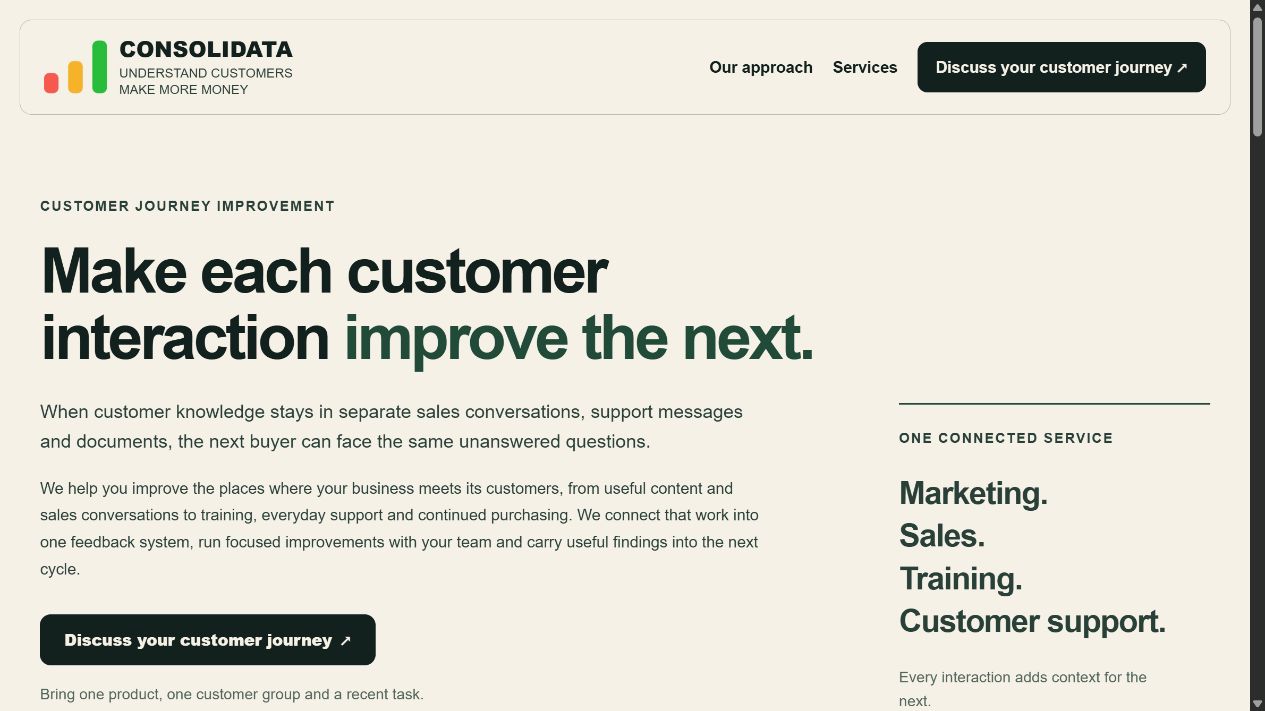 CONSOLIDATA
UNDERSTAND CUSTOMERS
MAKE MORE MONEY
Our approach
Services
Discuss your customer journey ↗
CUSTOMER JOURNEY IMPROVEMENT
Make each customer
interaction improve the next.
When customer knowledge stays in separate sales conversations, support messages
and documents, the next buyer can face the same unanswered questions.
We help you improve the places where your business meets its customers, from useful content and
sales conversations to training, everyday support and continued purchasing. We connect that work into
one feedback system, run focused improvements with your team and carry useful findings into the next
cycle.
Discuss your customer journey ↗
Bring one product, one customer group and a recent task.
ONE CONNECTED SERVICE
Marketing.
Sales.
Training.
Customer support.
Every interaction adds context for the
next.